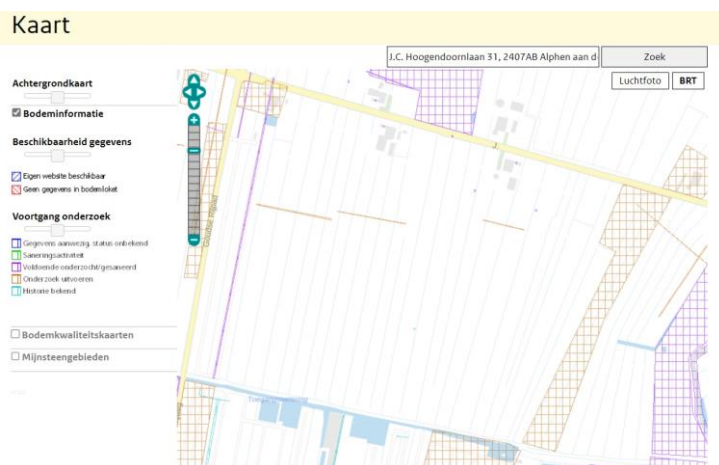 Kaart
J.C. Hoogendoornlaan 31, 2407AB Alphen aan d
Zoek
Achtergrondkaart
Luchtfoto
BRT
Bodeminformatie
Beschikbaarheid gegevens
Eigen website beschikbaar
Geen gegevens in bodemloket
Voortgang onderzoek
Gegevens aanwezig, status onbekend
Saneringsactiviteit
Voldoende onderzocht/gesaneerd
Onderzoek uitvoeren
Historie bekend
Bodemkwaliteitskaarten
Mijnsteengebieden